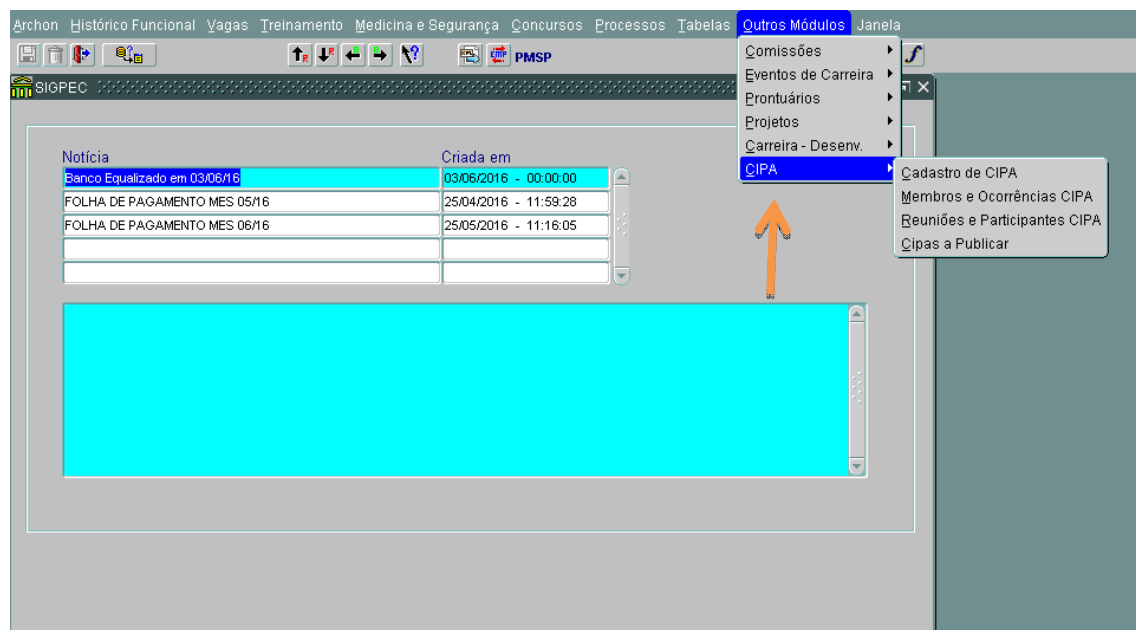 Archon Histórico Funcional Vagas Treinamento Medicina e Segurança Concursos Processos Tabelas Outros Módulos Janela
PMSP
Comissões
Eventos de Carreira
Prontuários
Projetos
Carreira - Desenv.
CIPA
Cadastro de CIPA
Membros e Ocorrências CIPA
Reuniões e Participantes CIPA
Cipas a Publicar
SIGPEC
Notícia Criada em
Banco Equalizado em 03/06/16 03/06/2016 - 00:00:00
FOLHA DE PAGAMENTO MES 05/16 25/04/2016 - 11:59:28
FOLHA DE PAGAMENTO MES 06/16 25/05/2016 - 11:16:05